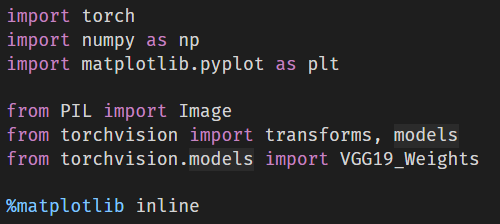 import torch
import numpy as np
import matplotlib.pyplot as plt
from PIL import Image
from torchvision import transforms, models
from torchvision.models import VGG19_Weights
%matplotlib inline